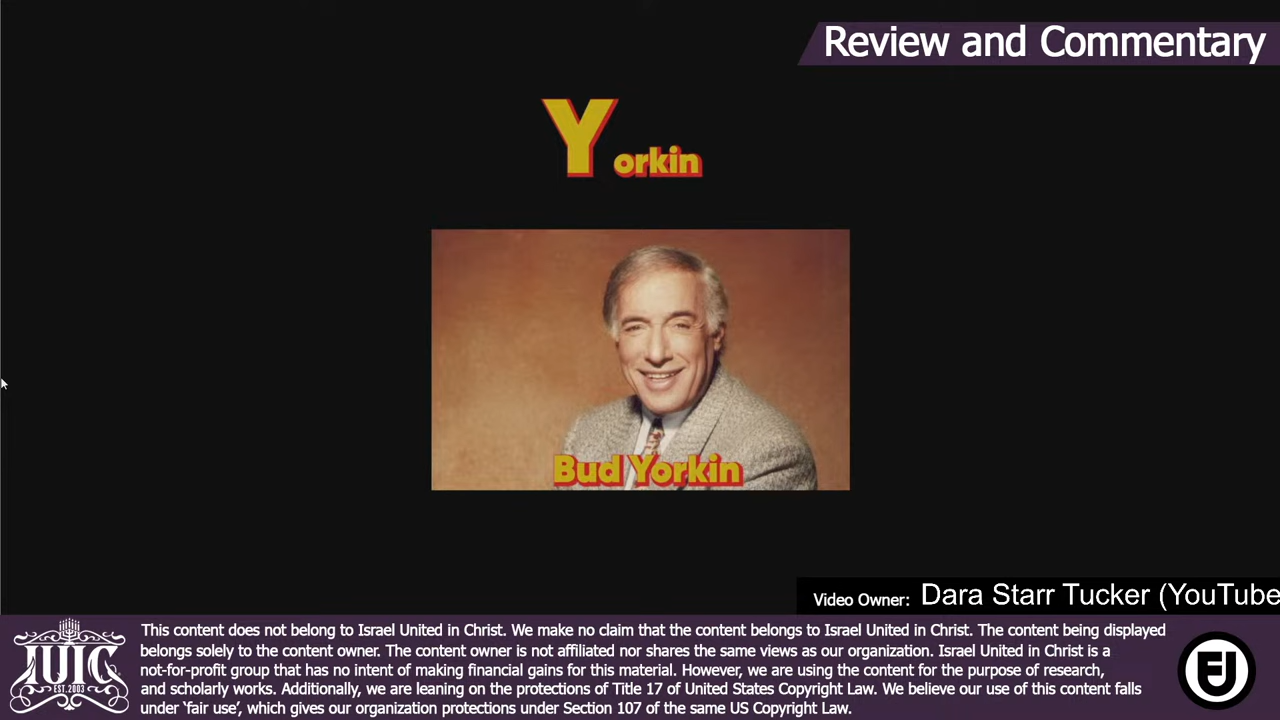 Review and Commentary
Yorkin
Bud Yorkin
Video Owner: Dara Starr Tucker (YouTube
This content does not belong to Israel United in Christ. We make no claim that the content belongs to Israel United in Christ. The content being displayed
belongs solely to the content owner. The content owner is not affiliated nor shares the same views as our organization. Israel United in Christ is a
not-for-profit group that has no intent of making financial gains for this material. However, we are using the content for the purpose of research,
and scholarly works. Additionally, we are leaning on the protections of Title 17 of United States Copyright Law. We believe our use of this content falls
under ‘fair use’, which gives our organization protections under Section 107 of the same US Copyright Law.
IUIC
EST.2003